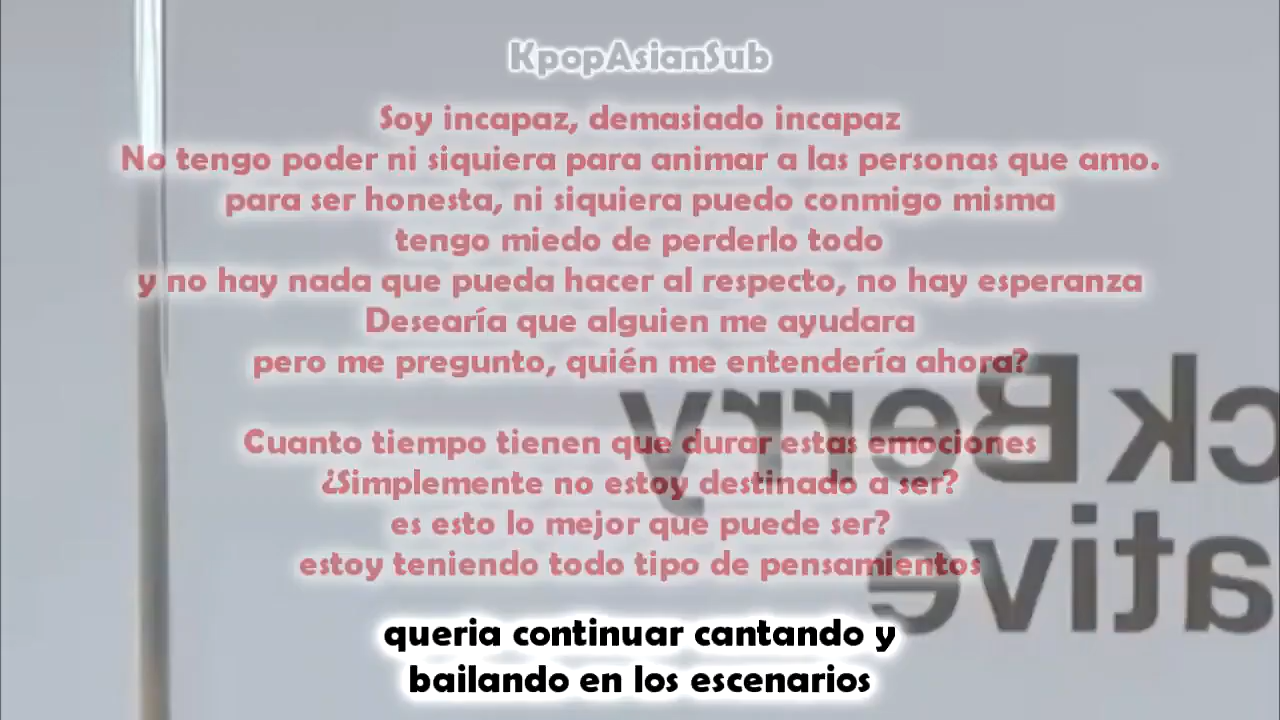 KpopAsianSub
Soy incapaz, demasiado incapaz
No tengo poder ni siquiera para animar a las personas que amo.
para ser honesta, ni siquiera puedo conmigo misma
tengo miedo de perderlo todo
y no hay nada que pueda hacer al respecto, no hay esperanza
Desearía que alguien me ayudara
pero me pregunto, quién me entendería ahora?
ck Berry
Cuanto tiempo tienen que durar estas emociones
¿Simplemente no estoy destinado a ser?
es esto lo mejor que puede ser?
estoy teniendo todo tipo de pensamientos
ative
queria continuar cantando y
bailando en los escenarios